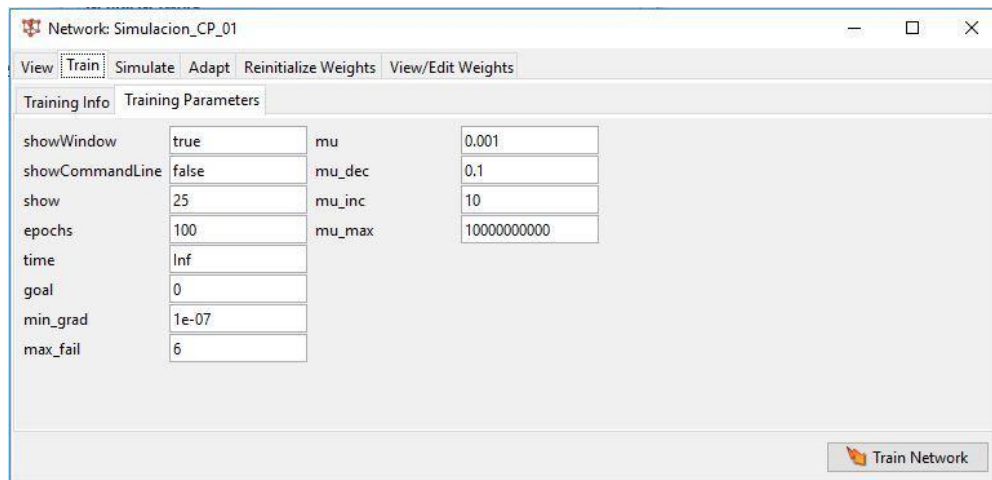 Network: Simulacion_CP_01
View Train Simulate Adapt Reinitialize Weights View/Edit Weights
Training Info Training Parameters
showWindow true mu 0.001
showCommandLine false mu_dec 0.1
show 25 mu_inc 10
epochs 100 mu_max 10000000000
time Inf
goal 0
min_grad 1e-07
max_fail 6
Train Network